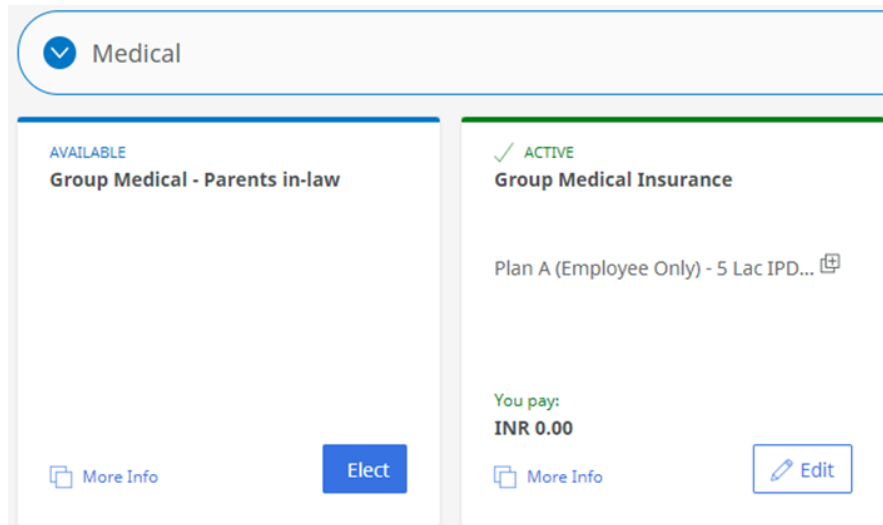 Medical
AVAILABLE
Group Medical - Parents in-law
More Info
Elect
ACTIVE
Group Medical Insurance
Plan A (Employee Only) - 5 Lac IPD...
You pay:
INR 0.00
More Info
Edit